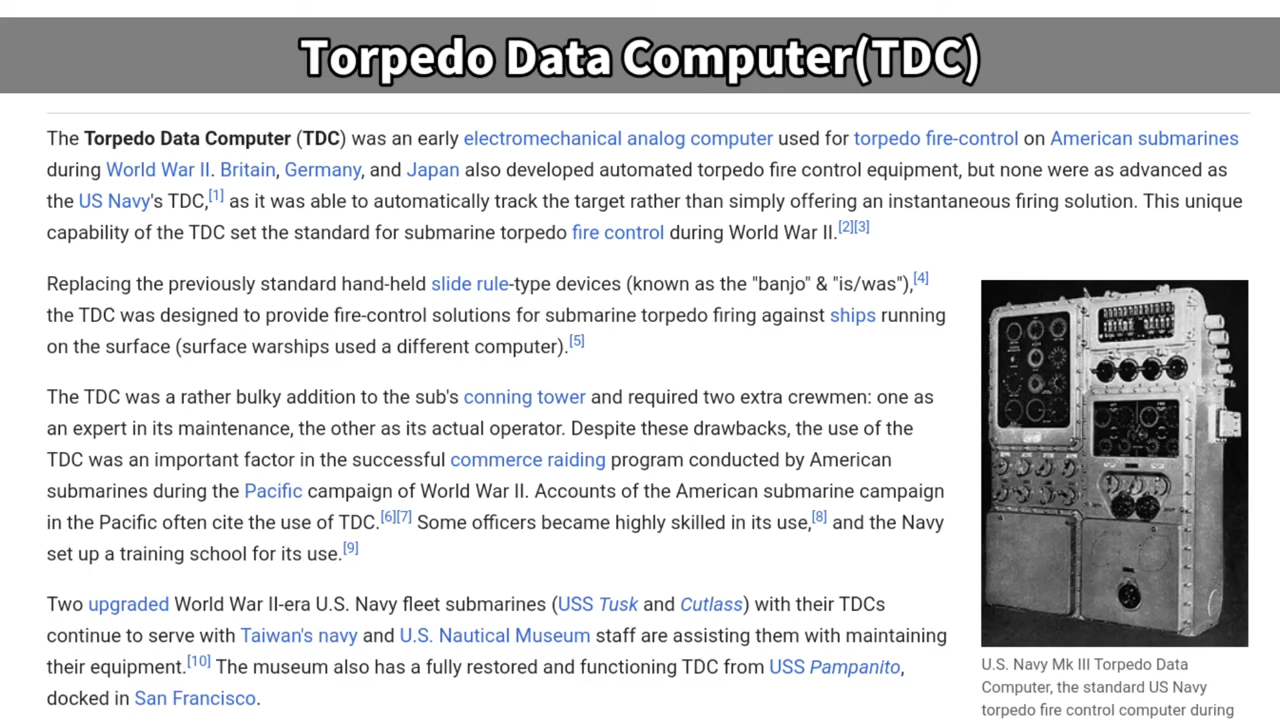 Torpedo Data Computer(TDC)
The Torpedo Data Computer (TDC) was an early electromechanical analog computer used for torpedo fire-control on American submarines
during World War II. Britain, Germany, and Japan also developed automated torpedo fire control equipment, but none were as advanced as
the US Navy's TDC,[1] as it was able to automatically track the target rather than simply offering an instantaneous firing solution. This unique
capability of the TDC set the standard for submarine torpedo fire control during World War II.[2][3]
Replacing the previously standard hand-held slide rule-type devices (known as the "banjo" & "is/was"),[4]
the TDC was designed to provide fire-control solutions for submarine torpedo firing against ships running
on the surface (surface warships used a different computer).[5]
The TDC was a rather bulky addition to the sub's conning tower and required two extra crewmen: one as
an expert in its maintenance, the other as its actual operator. Despite these drawbacks, the use of the
TDC was an important factor in the successful commerce raiding program conducted by American
submarines during the Pacific campaign of World War II. Accounts of the American submarine campaign
in the Pacific often cite the use of TDC.[6][7] Some officers became highly skilled in its use,[8] and the Navy
set up a training school for its use.[9]
Two upgraded World War II-era U.S. Navy fleet submarines (USS Tusk and Cutlass) with their TDCs
continue to serve with Taiwan's navy and U.S. Nautical Museum staff are assisting them with maintaining
their equipment.[10] The museum also has a fully restored and functioning TDC from USS Pampanito,
docked in San Francisco.
U.S. Navy Mk III Torpedo Data
Computer, the standard US Navy
torpedo fire control computer during